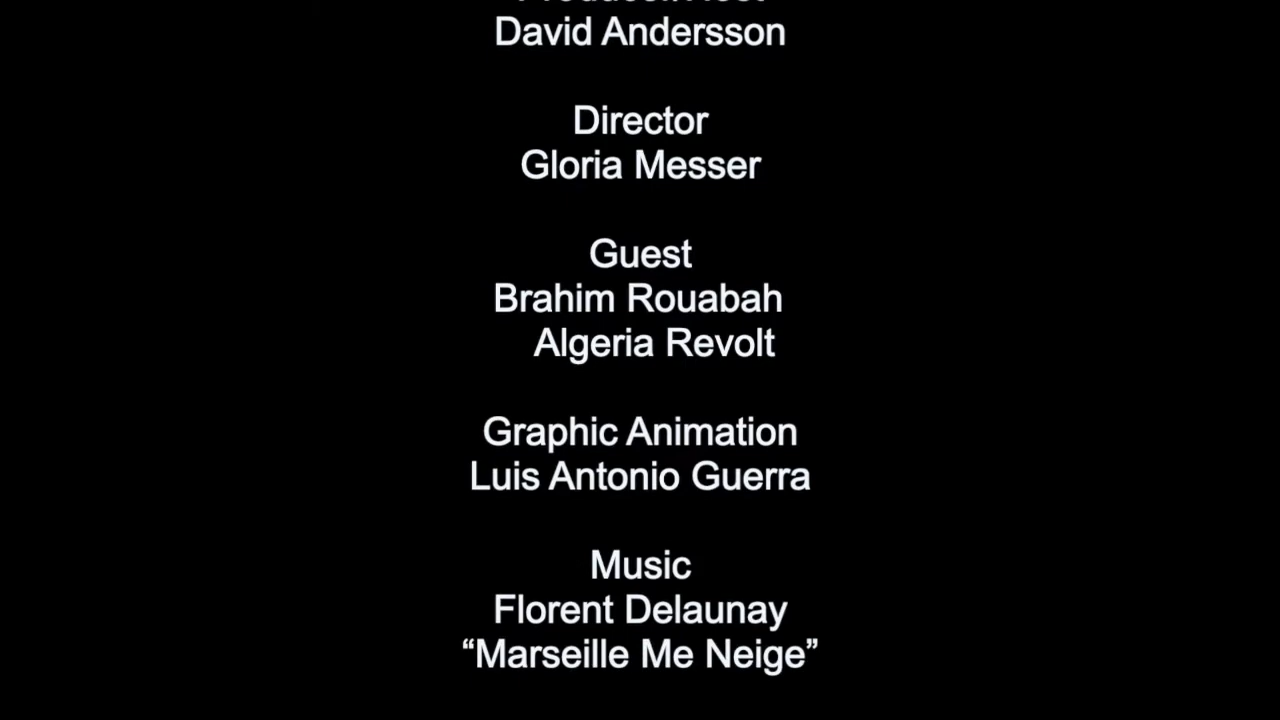 David Andersson
Director
Gloria Messer
Guest
Brahim Rouabah
Algeria Revolt
Graphic Animation
Luis Antonio Guerra
Music
Florent Delaunay
“Marseille Me Neige”